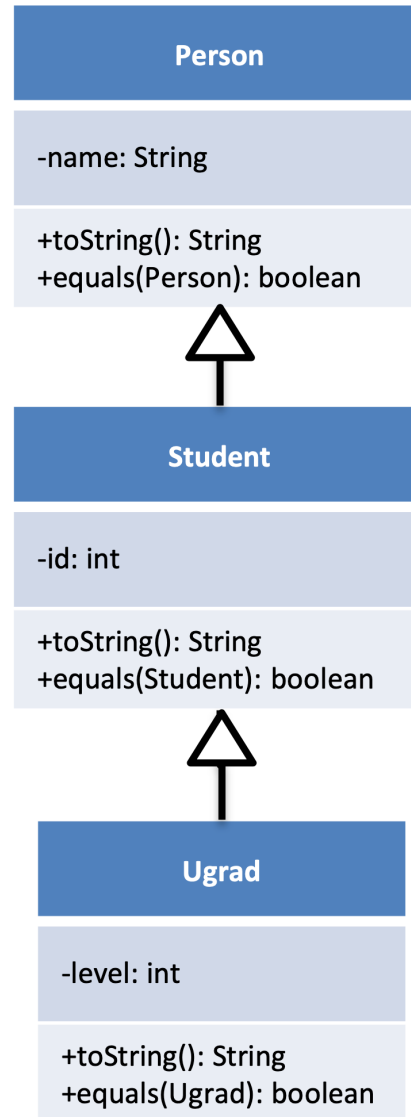 Person
-name: String
+toString(): String
+equals(Person): boolean
Student
-id: int
+toString(): String
+equals(Student): boolean
Ugrad
-level: int
+toString(): String
+equals(Ugrad): boolean